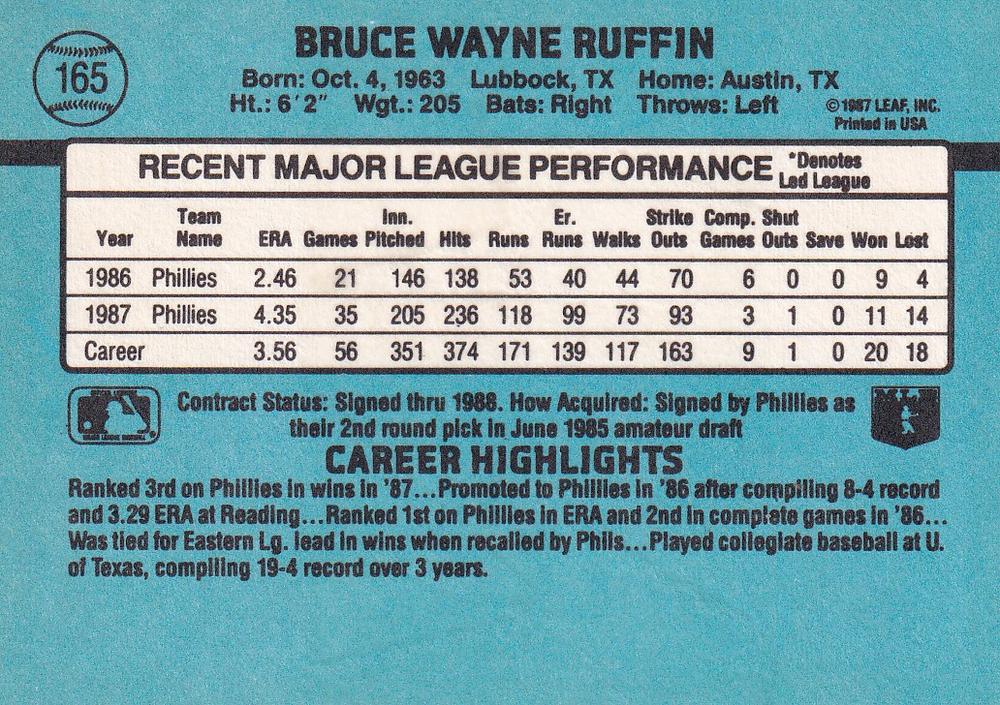 165
BRUCE WAYNE RUFFIN
Born: Oct. 4, 1963 Lubbock, TX Home: Austin, TX
Ht.: 6'2" Wgt.: 205 Bats: Right Throws: Left
©1987 LEAF, INC.
Printed in USA
RECENT MAJOR LEAGUE PERFORMANCE *Denotes
Led League
Team Inn. Er. Strike Comp. Shut
Year Name ERA Games Pitched Hits Runs Runs Walks Outs Games Outs Save Won Lost
1986 Phillies 2.46 21 146 138 53 40 44 70 6 0 0 9 4
1987 Phillies 4.35 35 205 236 118 99 73 93 3 1 0 11 14
Career 3.56 56 351 374 171 139 117 163 9 1 0 20 18
Contract Status: Signed thru 1988. How Acquired: Signed by Phillies as
their 2nd round pick in June 1985 amateur draft
MAJOR LEAGUE BASEBALL
CAREER HIGHLIGHTS
Ranked 3rd on Phillies in wins in '87...Promoted to Phillies in '86 after compiling 8-4 record
and 3.29 ERA at Reading...Ranked 1st on Phillies in ERA and 2nd in complete games in '86...
Was tied for Eastern Lg. lead in wins when recalled by Phils...Played collegiate baseball at U.
of Texas, compiling 19-4 record over 3 years.